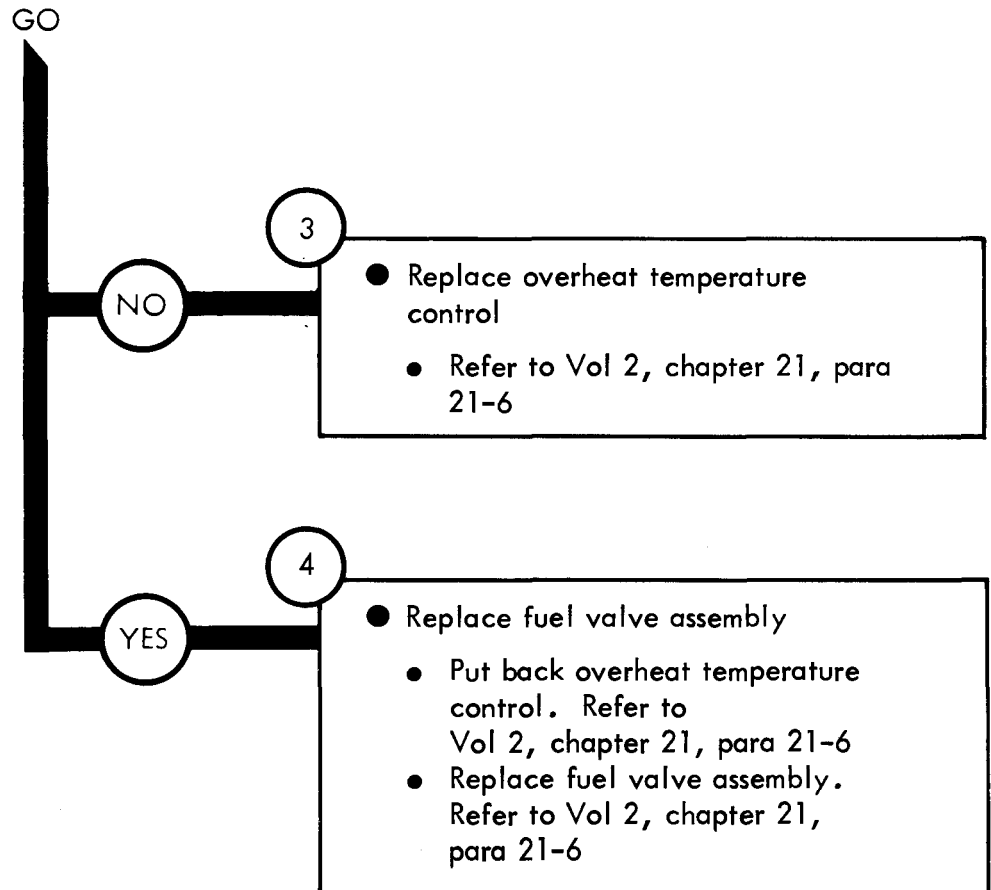 GO
3
NO
● Replace overheat temperature
control
● Refer to Vol 2, chapter 21, para
21-6
4
YES
● Replace fuel valve assembly
● Put back overheat temperature
control. Refer to
Vol 2, chapter 21, para 21-6
● Replace fuel valve assembly.
Refer to Vol 2, chapter 21,
para 21-6